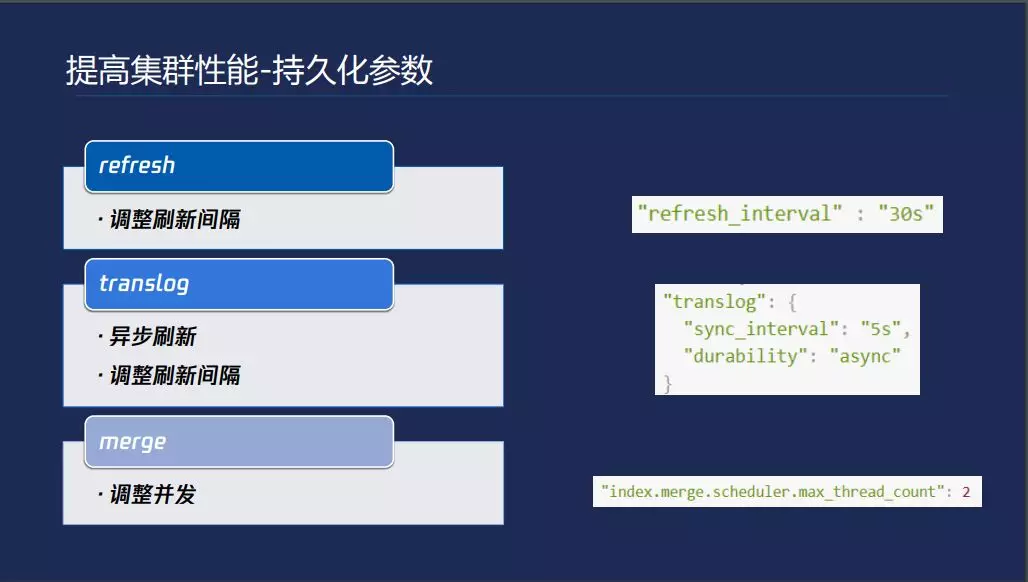 提高集群性能-持久化参数
refresh
· 调整刷新间隔
"refresh_interval" : "30s"
translog
· 异步刷新
· 调整刷新间隔
"translog": {
"sync_interval": "5s",
"durability": "async"
}
merge
· 调整并发
"index.merge.scheduler.max_thread_count": 2